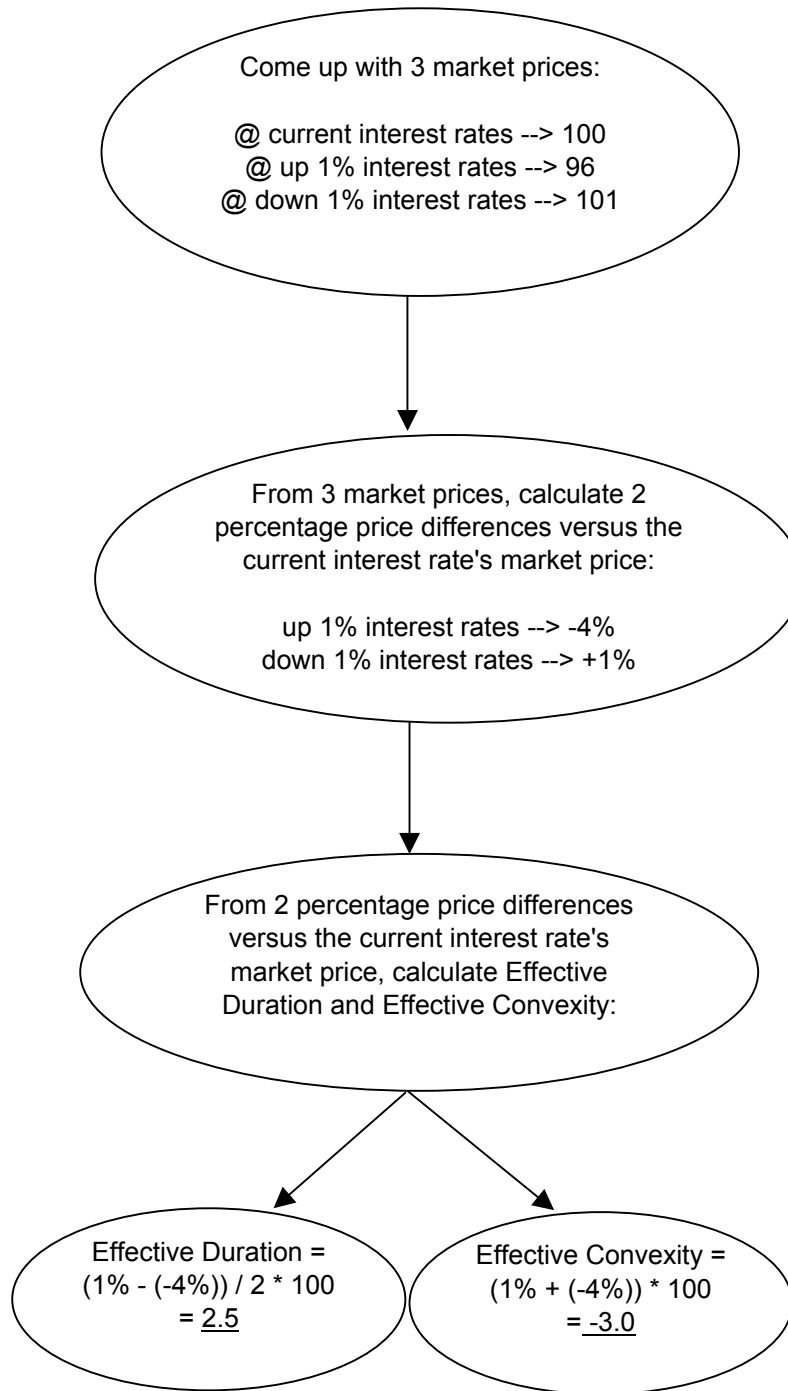 Come up with 3 market prices:
@ current interest rates --> 100
@ up 1% interest rates --> 96
@ down 1% interest rates --> 101
From 3 market prices, calculate 2
percentage price differences versus the
current interest rate's market price:
up 1% interest rates --> -4%
down 1% interest rates --> +1%
From 2 percentage price differences
versus the current interest rate's
market price, calculate Effective
Duration and Effective Convexity:
Effective Duration =
(1% - (-4%)) / 2 * 100
= 2.5
Effective Convexity =
(1% + (-4%)) * 100
= -3.0